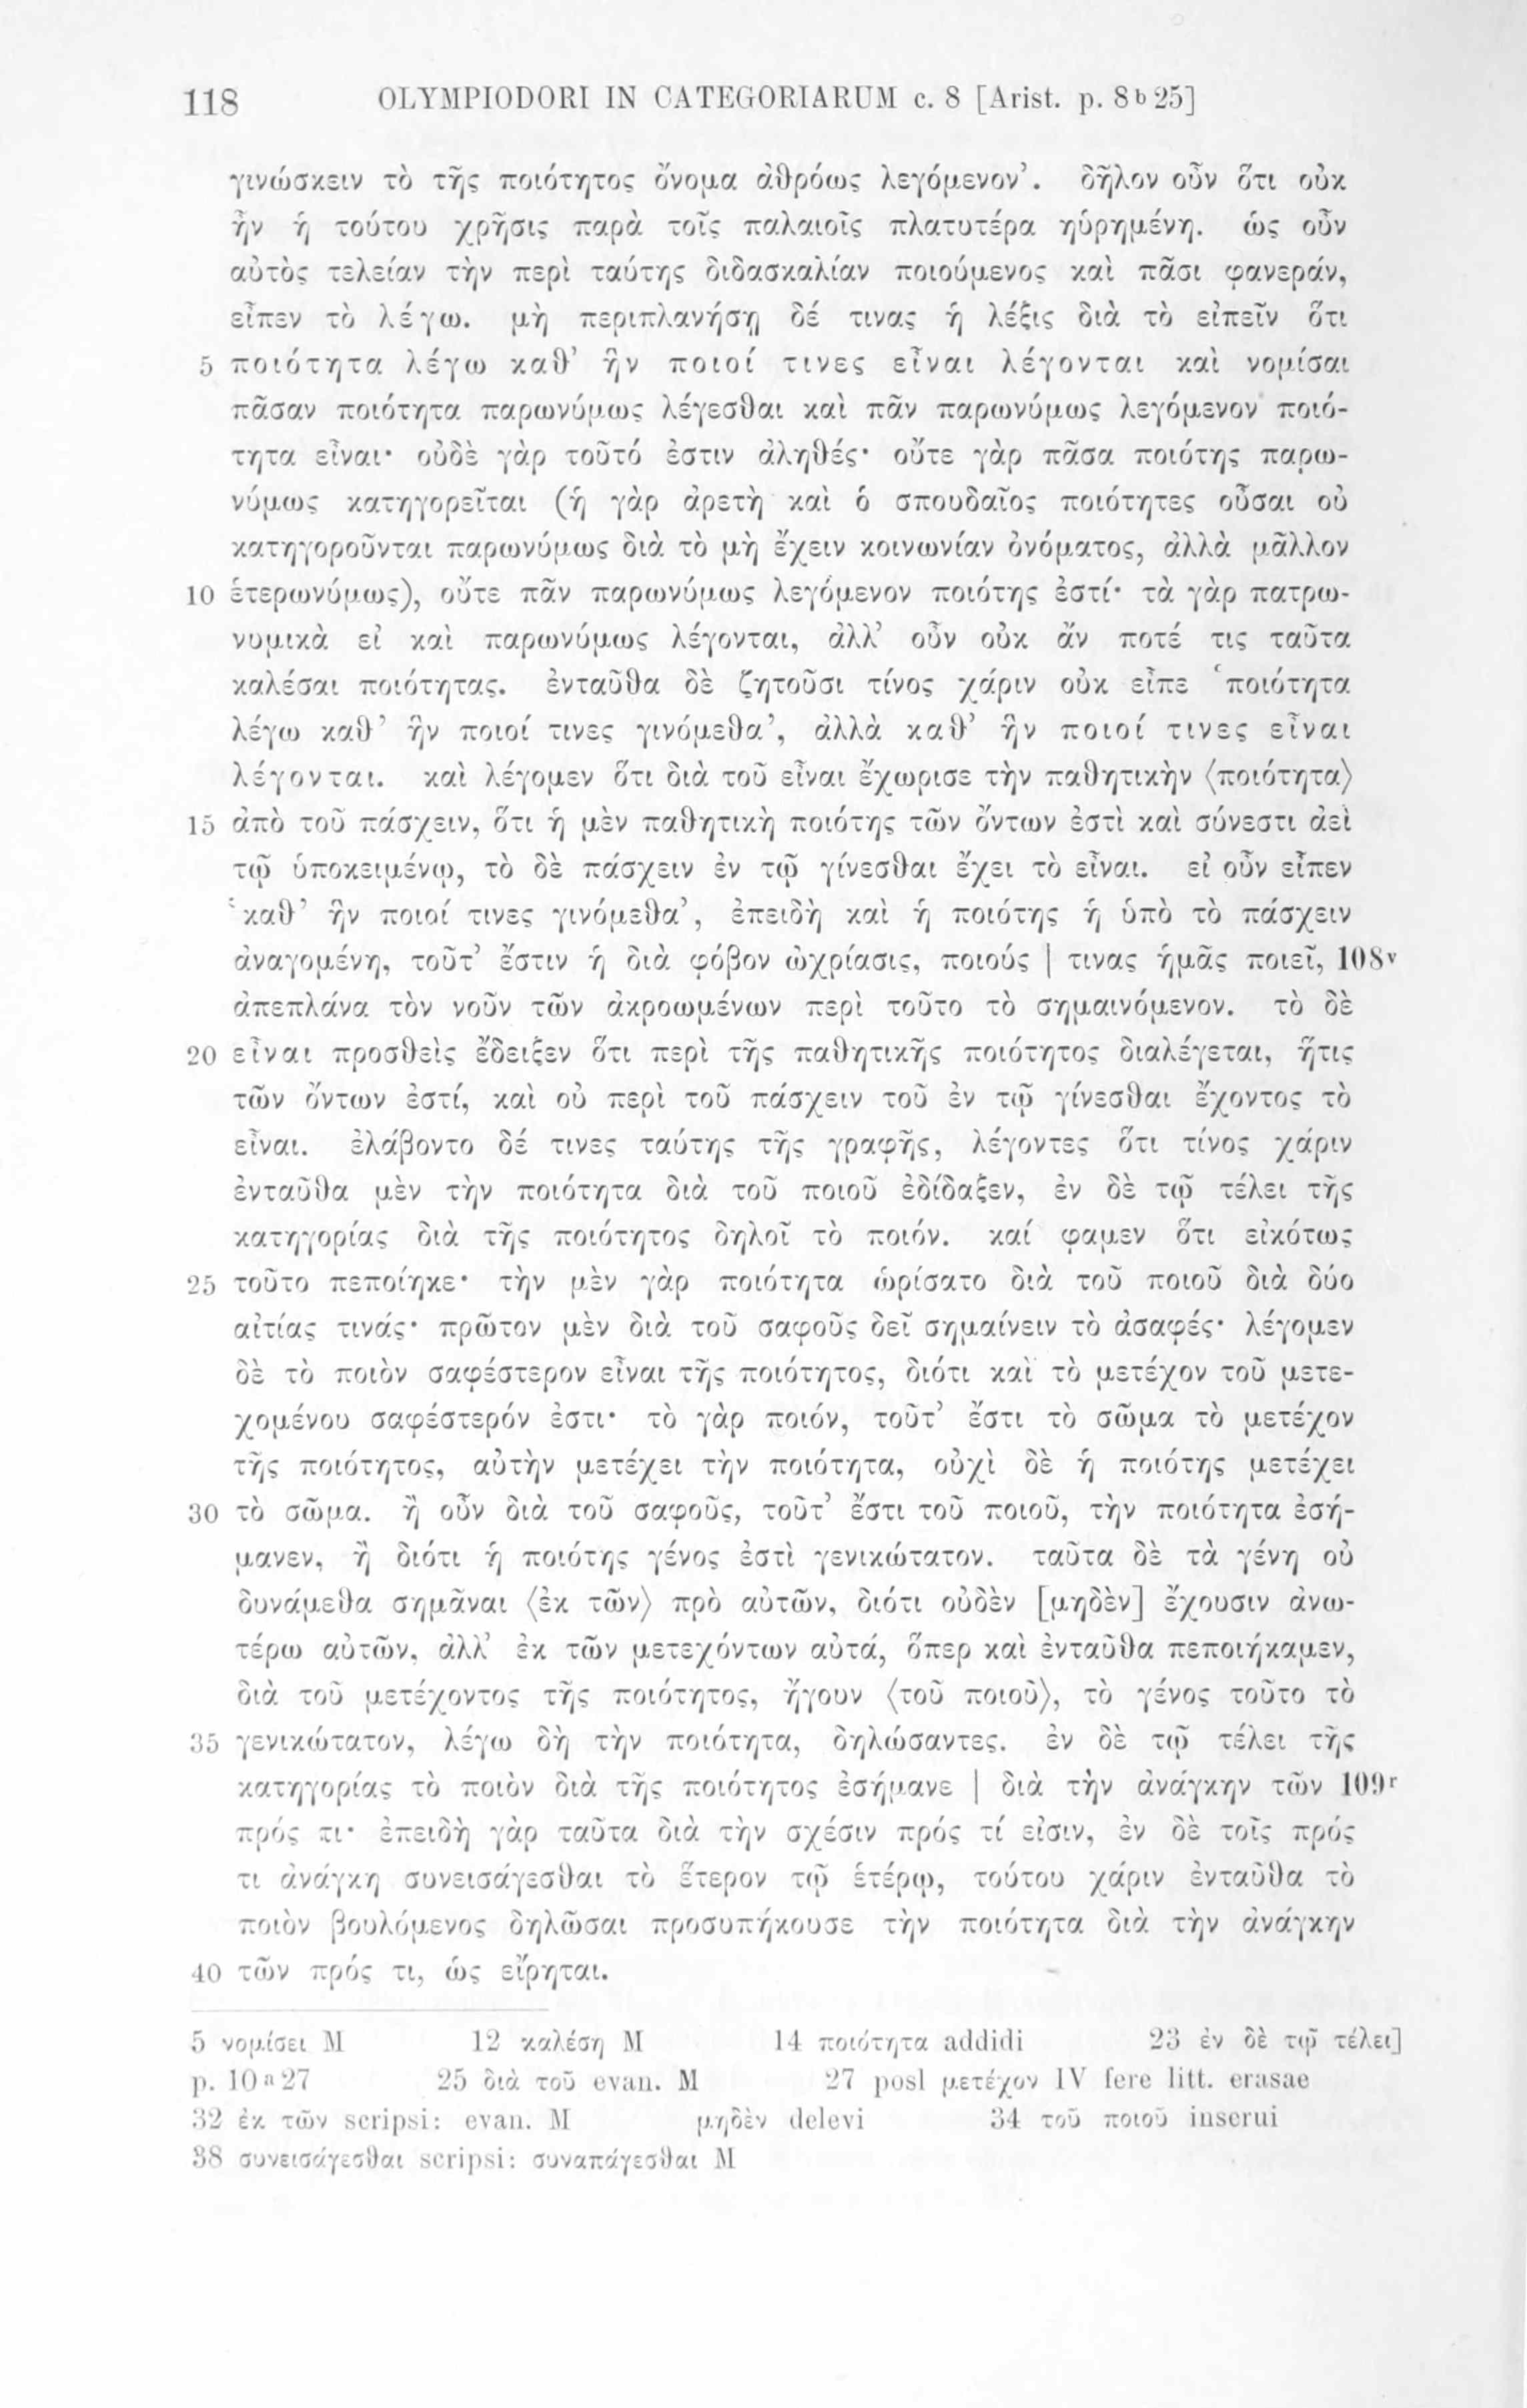 118 OLYMPIODORI IN CATEGORIARUM c. 8 [Arist. p. 8b25]
γινώσκειν τὸ τῆς ποιότητος ὄνομα ἀθρόως λεγόμενον’. δῆλον οὖν ὅτι οὐκ
ἦν ἡ τούτου χρῆσις παρὰ τοῖς παλαιοῖς πλατυτέρα ηὑρημένη. ὡς οὖν
αὐτὸς τελείαν τὴν περὶ ταύτης διδασκαλίαν ποιούμενος καὶ πᾶσι φανεράν,
εἶπεν τὸ λέγω. μὴ περιπλανήσῃ δέ τινας ἡ λέξις διὰ τὸ εἰπεῖν ὅτι
5 ποιότητα λέγω καθ’ ἣν ποιοί τινες εἶναι λέγονται καὶ νομίσαι
πᾶσαν ποιότητα παρωνύμως λέγεσθαι καὶ πᾶν παρωνύμως λεγόμενον ποιό-
τητα εἶναι· οὐδὲ γὰρ τοῦτό ἐστιν ἀληθές· οὔτε γὰρ πᾶσα ποιότης παρω-
νύμως κατηγορεῖται (ἡ γὰρ ἀρετὴ καὶ ὁ σπουδαῖος ποιότητες οὖσαι οὐ
κατηγοροῦνται παρωνύμως διὰ τὸ μὴ ἔχειν κοινωνίαν ὀνόματος, ἀλλὰ μᾶλλον
10 ἑτερωνύμως), οὔτε πᾶν παρωνύμως λεγόμενον ποιότης ἐστί· τὰ γὰρ πατρω-
νυμικὰ εἰ καὶ παρωνύμως λέγονται, ἀλλ’ οὖν οὐκ ἄν ποτέ τις ταῦτα
καλέσαι ποιότητας. ἐνταῦθα δὲ ζητοῦσι τίνος χάριν οὐκ εἶπε ‘ποιότητα
λέγω καθ’ ἣν ποιοί τινες γινόμεθα’, ἀλλὰ καθ’ ἣν ποιοί τινες εἶναι
λέγονται. καὶ λέγομεν ὅτι διὰ τοῦ εἶναι ἐχώρισε τὴν παθητικὴν ⟨ποιότητα⟩
15 ἀπὸ τοῦ πάσχειν, ὅτι ἡ μὲν παθητικὴ ποιότης τῶν ὄντων ἐστὶ καὶ σύνεστι ἀεὶ
τῷ ὑποκειμένῳ, τὸ δὲ πάσχειν ἐν τῷ γίνεσθαι ἔχει τὸ εἶναι. εἰ οὖν εἶπεν
‘καθ’ ἣν ποιοί τινες γινόμεθα’, ἐπειδὴ καὶ ἡ ποιότης ἡ ὑπὸ τὸ πάσχειν
ἀναγομένη, τοῦτ’ ἔστιν ἡ διὰ φόβον ὠχρίασις, ποιούς | τινας ἡμᾶς ποιεῖ, 108v
ἀπεπλάνα τὸν νοῦν τῶν ἀκροωμένων περὶ τοῦτο τὸ σημαινόμενον. τὸ δὲ
20 εἶναι προσθεὶς ἔδειξεν ὅτι περὶ τῆς παθητικῆς ποιότητος διαλέγεται, ἥτις
τῶν ὄντων ἐστί, καὶ οὐ περὶ τοῦ πάσχειν τοῦ ἐν τῷ γίνεσθαι ἔχοντος τὸ
εἶναι. ἐλάβοντο δέ τινες ταύτης τῆς γραφῆς, λέγοντες ὅτι τίνος χάριν
ἐνταῦθα μὲν τὴν ποιότητα διὰ τοῦ ποιοῦ ἐδίδαξεν, ἐν δὲ τῷ τέλει τῆς
κατηγορίας διὰ τῆς ποιότητος δηλοῖ τὸ ποιόν. καί φαμεν ὅτι εἰκότως
25 τοῦτο πεποίηκε· τὴν μὲν γὰρ ποιότητα ὡρίσατο διὰ τοῦ ποιοῦ διὰ δύο
αἰτίας τινάς· πρῶτον μὲν διὰ τοῦ σαφοῦς δεῖ σημαίνειν τὸ ἀσαφές· λέγομεν
δὲ τὸ ποιὸν σαφέστερον εἶναι τῆς ποιότητος, διότι καὶ τὸ μετέχον τοῦ μετε-
χομένου σαφέστερόν ἐστι· τὸ γὰρ ποιόν, τοῦτ’ ἔστι τὸ σῶμα τὸ μετέχον
τῆς ποιότητος, αὐτὴν μετέχει τὴν ποιότητα, οὐχὶ δὲ ἡ ποιότης μετέχει
30 τὸ σῶμα. ἢ οὖν διὰ τοῦ σαφοῦς, τοῦτ’ ἔστι τοῦ ποιοῦ, τὴν ποιότητα ἐσή-
μανεν, ἢ διότι ἡ ποιότης γένος ἐστὶ γενικώτατον. ταῦτα δὲ τὰ γένη οὐ
δυνάμεθα σημᾶναι ⟨ἐκ τῶν⟩ πρὸ αὐτῶν, διότι οὐδὲν [μηδὲν] ἔχουσιν ἀνω-
τέρω αὐτῶν, ἀλλ’ ἐκ τῶν μετεχόντων αὐτά, ὅπερ καὶ ἐνταῦθα πεποιήκαμεν,
διὰ τοῦ μετέχοντος τῆς ποιότητος, ἤγουν ⟨τοῦ ποιοῦ⟩, τὸ γένος τοῦτο τὸ
35 γενικώτατον, λέγω δὴ τὴν ποιότητα, δηλώσαντες. ἐν δὲ τῷ τέλει τῆς
κατηγορίας τὸ ποιὸν διὰ τῆς ποιότητος ἐσήμανε | διὰ τὴν ἀνάγκην τῶν 109r
πρός τι· ἐπειδὴ γὰρ ταῦτα διὰ τὴν σχέσιν πρός τί εἰσιν, ἐν δὲ τοῖς πρός
τι ἀνάγκη συνεισάγεσθαι τὸ ἕτερον τῷ ἑτέρῳ, τούτου χάριν ἐνταῦθα τὸ
ποιὸν βουλόμενος δηλῶσαι προσυπήκουσε τὴν ποιότητα διὰ τὴν ἀνάγκην
40 τῶν πρός τι, ὡς εἴρηται.
5 νομίσει M 12 καλέση M 14 ποιότητα addidi 23 ἐν δὲ τῷ τέλει]
p. 10a27 25 διὰ τοῦ evan. M 27 post μετέχον IV fere litt. erasae
32 ἐκ τῶν scripsi: evan. M μηδὲν delevi 34 τοῦ ποιοῦ inserui
38 συνεισάγεσθαι scripsi: συναπάγεσθαι M